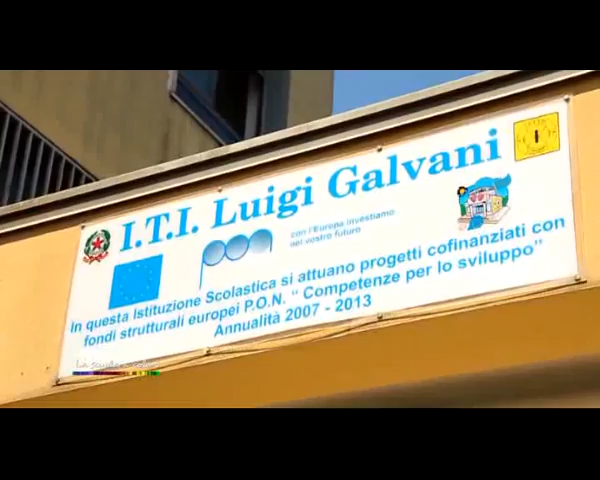 I.T.I. Luigi Galvani
pon
con l'Europa investiamo
nel vostro futuro
In questa Istituzione Scolastica si attuano progetti cofinanziati con
fondi strutturali europei P.O.N. " Competenze per lo sviluppo"
Annualità 2007 - 2013